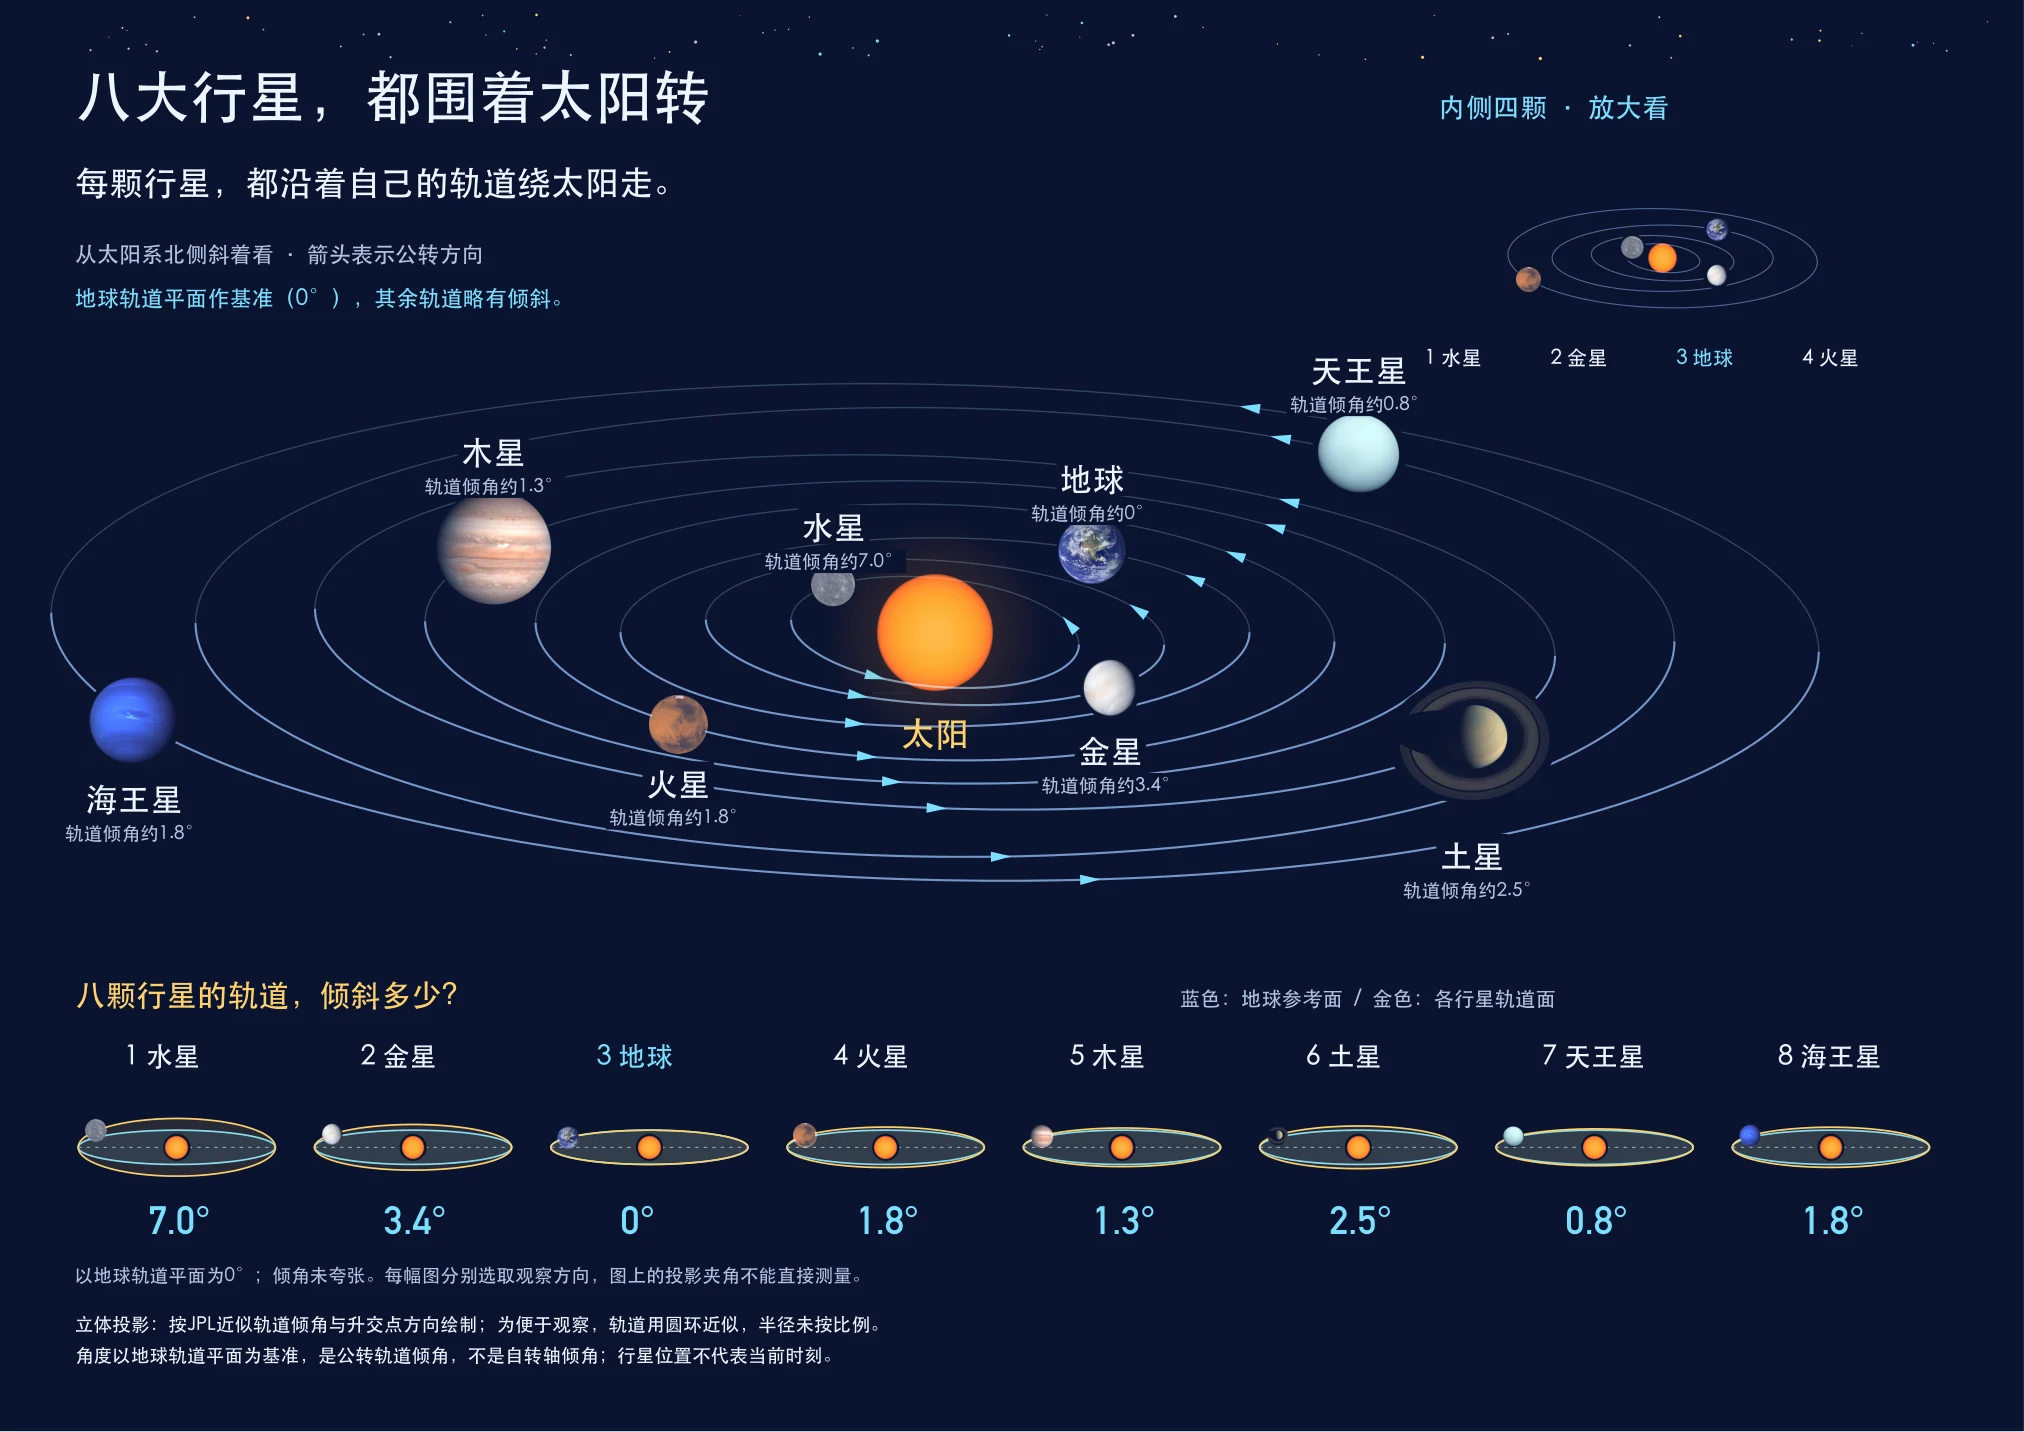 八大行星，都围着太阳转
内侧四颗 · 放大看
每颗行星，都沿着自己的轨道绕太阳走。
从太阳系北侧斜着看 · 箭头表示公转方向
地球轨道平面作基准（0°），其余轨道略有倾斜。
1 水星 2 金星 3 地球 4 火星
天王星
轨道倾角约0.8°
木星
轨道倾角约1.3°
地球
轨道倾角约0°
水星
轨道倾角约7.0°
太阳
金星
轨道倾角约3.4°
火星
轨道倾角约1.8°
海王星
轨道倾角约1.8°
土星
轨道倾角约2.5°
八颗行星的轨道，倾斜多少？
蓝色：地球参考面 / 金色：各行星轨道面
1 水星 2 金星 3 地球 4 火星 5 木星 6 土星 7 天王星 8 海王星
7.0° 3.4° 0° 1.8° 1.3° 2.5° 0.8° 1.8°
以地球轨道平面为0°；倾角未夸张。每幅图分别选取观察方向，图上的投影夹角不能直接测量。
立体投影：按JPL近似轨道倾角与升交点方向绘制；为便于观察，轨道用圆环近似，半径未按比例。
角度以地球轨道平面为基准，是公转轨道倾角，不是自转轴倾角；行星位置不代表当前时刻。